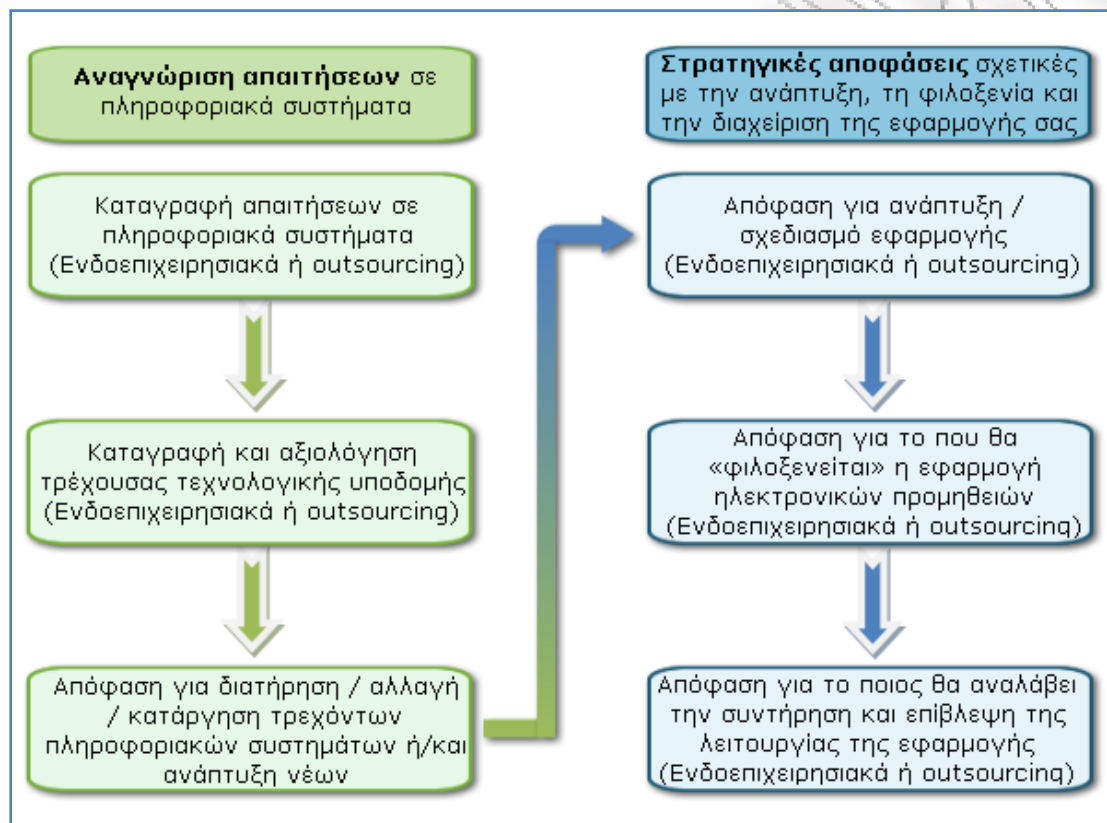 Αναγνώριση απαιτήσεων σε
πληροφοριακά συστήματα
Καταγραφή απαιτήσεων σε
πληροφοριακά συστήματα
(Ενδοεπιχειρησιακά ή outsourcing)
Καταγραφή και αξιολόγηση
τρέχουσας τεχνολογικής υποδομής
(Ενδοεπιχειρησιακά ή outsourcing)
Απόφαση για διατήρηση / αλλαγή
/ κατάργηση τρεχόντων
πληροφοριακών συστημάτων ή/και
ανάπτυξη νέων
Στρατηγικές αποφάσεις σχετικές
με την ανάπτυξη, τη φιλοξενία και
την διαχείριση της εφαρμογής σας
Απόφαση για ανάπτυξη /
σχεδιασμό εφαρμογής
(Ενδοεπιχειρησιακά ή outsourcing)
Απόφαση για το που θα
«φιλοξενείται» η εφαρμογή
ηλεκτρονικών προμηθειών
(Ενδοεπιχειρησιακά ή outsourcing)
Απόφαση για το ποιος θα αναλάβει
την συντήρηση και επίβλεψη της
λειτουργίας της εφαρμογής
(Ενδοεπιχειρησιακά ή outsourcing)